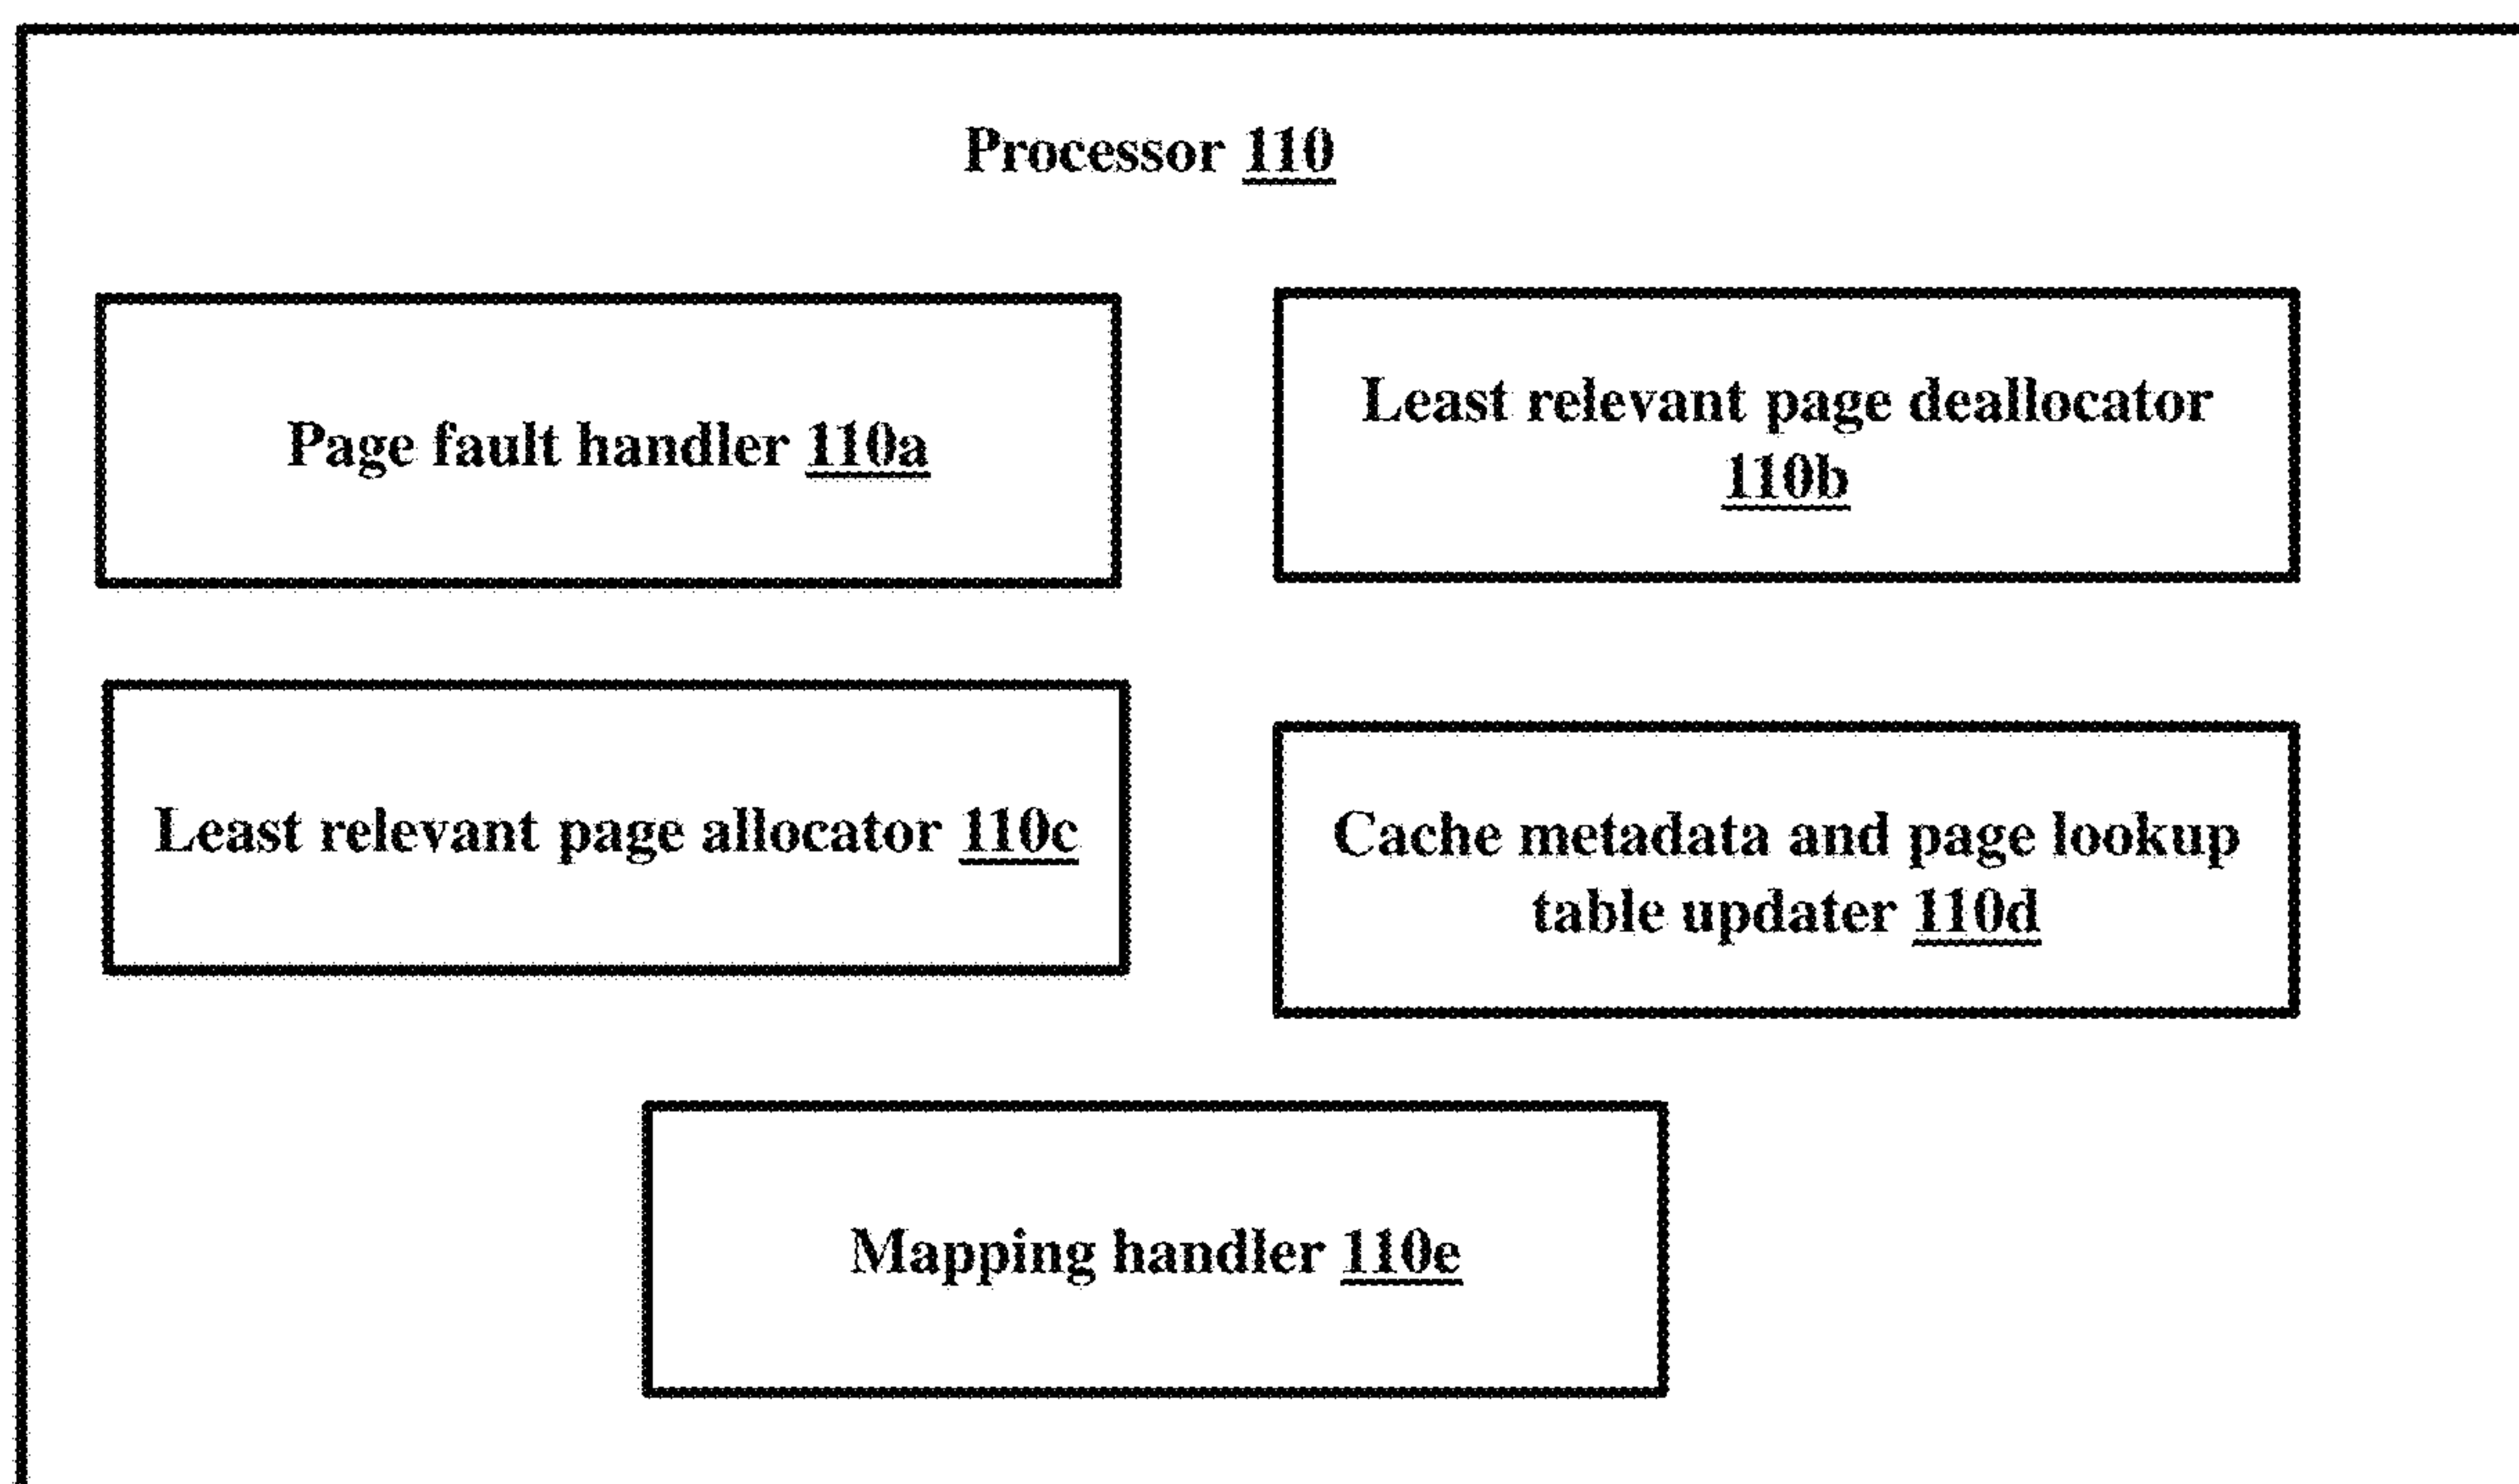 Processor 110
Page fault handler 110a
Least relevant page deallocator
110b
Least relevant page allocator 110c
Cache metadata and page lookup
table updater 110d
Mapping handler 110e